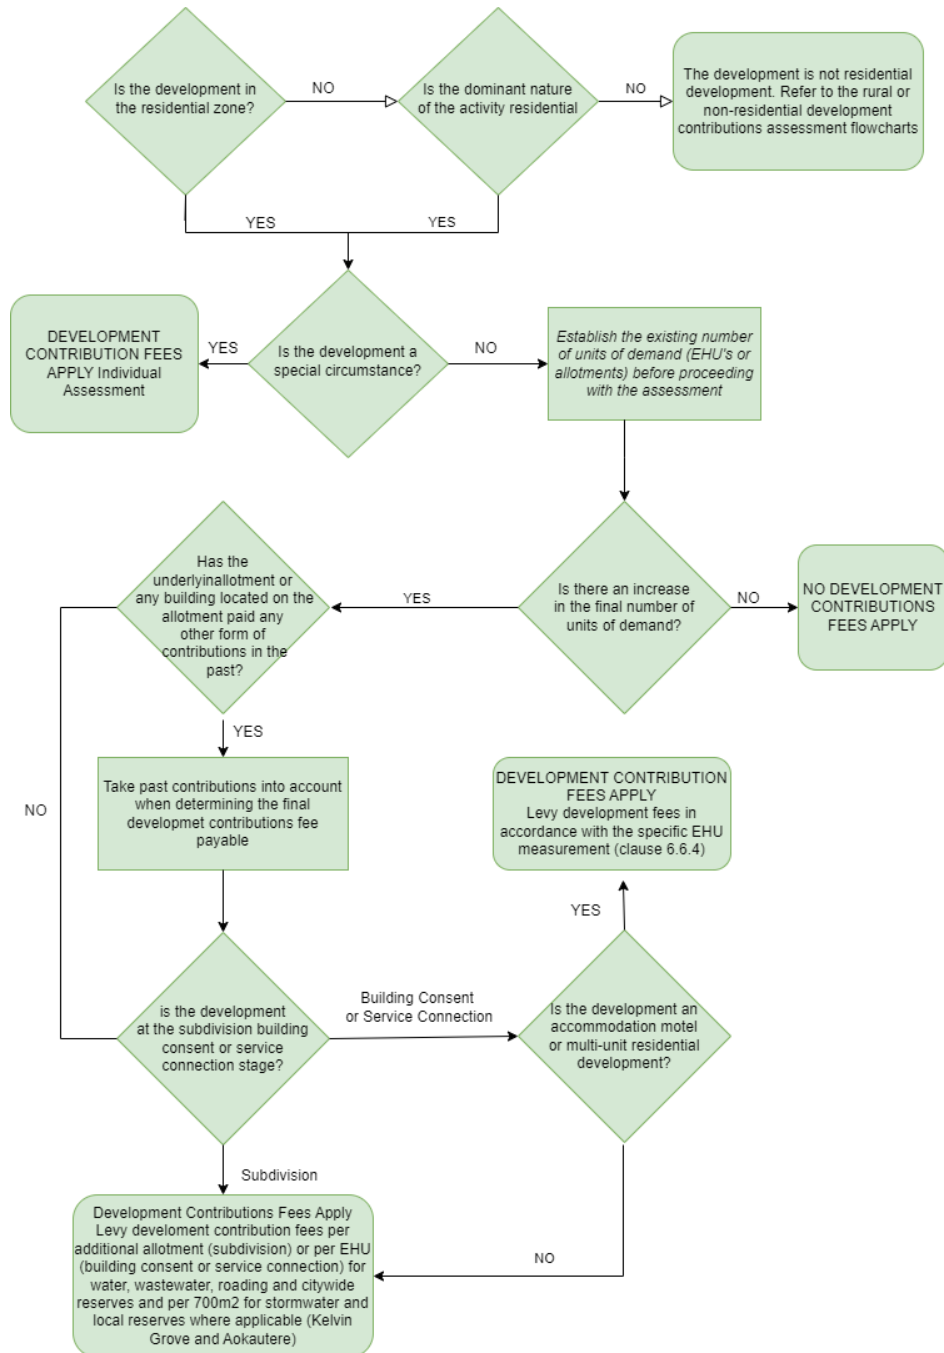 Is the development in
the residential zone?
NO
Is the dominant nature
of the activity residential
NO
The development is not residential
development. Refer to the rural or
non-residential development
contributions assessment flowcharts
YES
YES
DEVELOPMENT
CONTRIBUTION FEES
APPLY Individual
Assessment
YES
Is the development a
special circumstance?
NO
Establish the existing number
of units of demand (EHU's or
allotments) before proceeding
with the assessment
Has the
underlyinallotment or
any building located on the
allotment paid any
other form of
contributions in the
past?
YES
Is there an increase
in the final number of
units of demand?
NO
NO DEVELOPMENT
CONTRIBUTIONS
FEES APPLY
YES
NO
Take past contributions into account
when determining the final
developmet contributions fee
payable
DEVELOPMENT CONTRIBUTION
FEES APPLY
Levy development fees in
accordance with the specific EHU
measurement (clause 6.6.4)
YES
is the development
at the subdivision building
consent or service
connection stage?
Building Consent
or Service Connection
Is the development an
accommodation motel
or multi-unit residential
development?
Subdivision
Development Contributions Fees Apply
Levy develoment contribution fees per
additional allotment (subdivision) or per EHU
(building consent or service connection) for
water, wastewater, roading and citywide
reserves and per 700m2 for stormwater and
local reserves where applicable (Kelvin
Grove and Aokautere)
NO